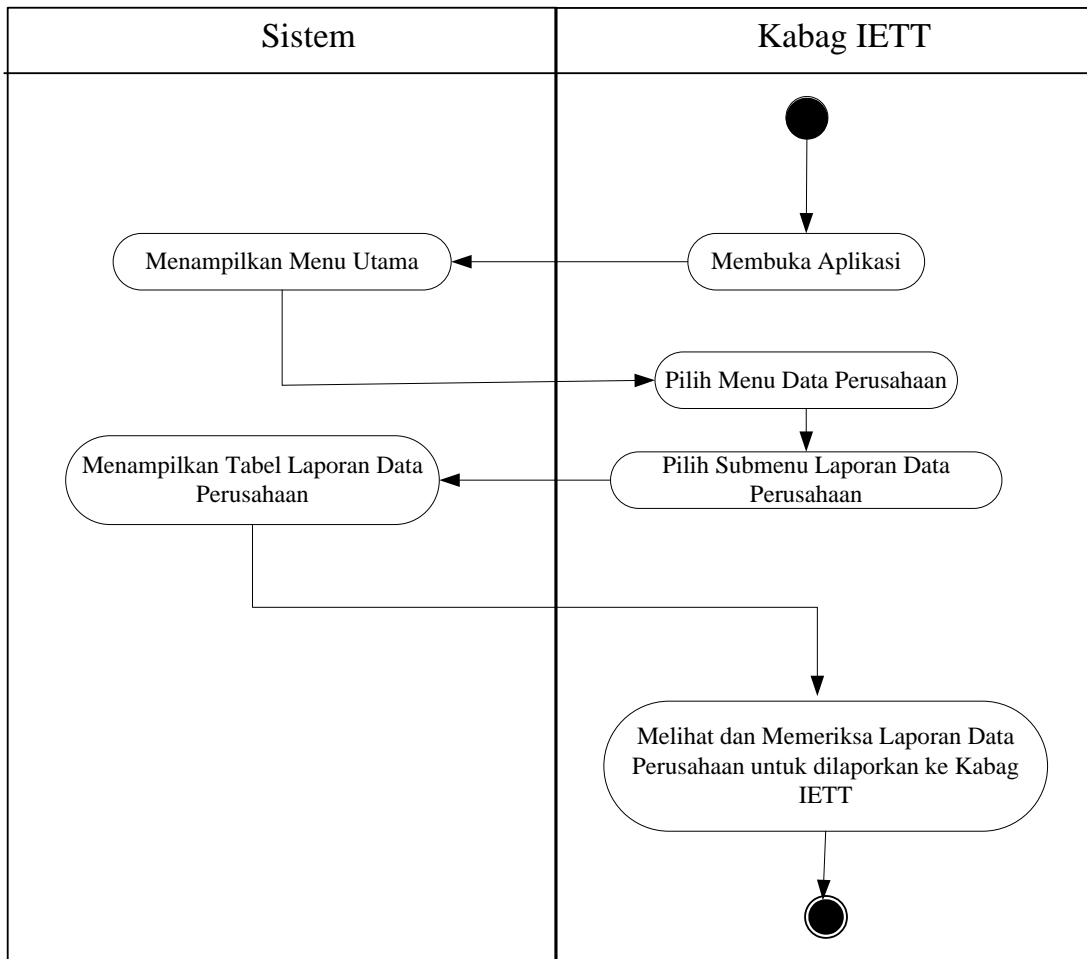 Sistem
Kabag IETT
Membuka Aplikasi
Menampilkan Menu Utama
Pilih Menu Data Perusahaan
Pilih Submenu Laporan Data
Perusahaan
Menampilkan Tabel Laporan Data
Perusahaan
Melihat dan Memeriksa Laporan Data
Perusahaan untuk dilaporkan ke Kabag
IETT